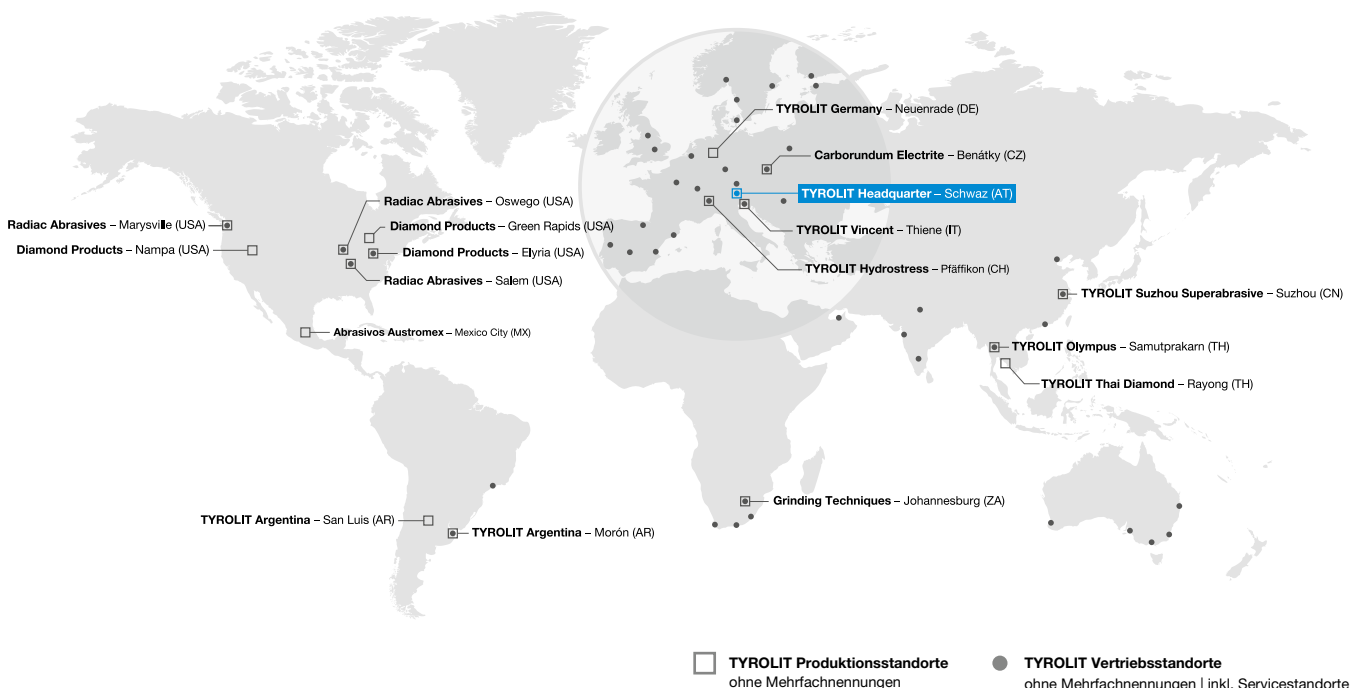 TYROLIT Germany – Neuenrade (DE)
Carborundum Electrite – Benátky (CZ)
TYROLIT Headquarter – Schwaz (AT)
Radiac Abrasives – Oswego (USA)
Radiac Abrasives – Marysville (USA)
Diamond Products – Green Rapids (USA)
TYROLIT Vincent – Thiene (IT)
Diamond Products – Nampa (USA)
Diamond Products – Elyria (USA)
TYROLIT Hydrostress – Pfäffikon (CH)
Radiac Abrasives – Salem (USA)
TYROLIT Suzhou Superabrasive – Suzhou (CN)
Abrasivos Austromex – Mexico City (MX)
TYROLIT Olympus – Samutprakarn (TH)
TYROLIT Thai Diamond – Rayong (TH)
Grinding Techniques – Johannesburg (ZA)
TYROLIT Argentina – San Luis (AR)
TYROLIT Argentina – Morón (AR)
TYROLIT Produktionsstandorte
ohne Mehrfachnennungen
TYROLIT Vertriebsstandorte
ohne Mehrfachnennungen | inkl. Servicestandorte